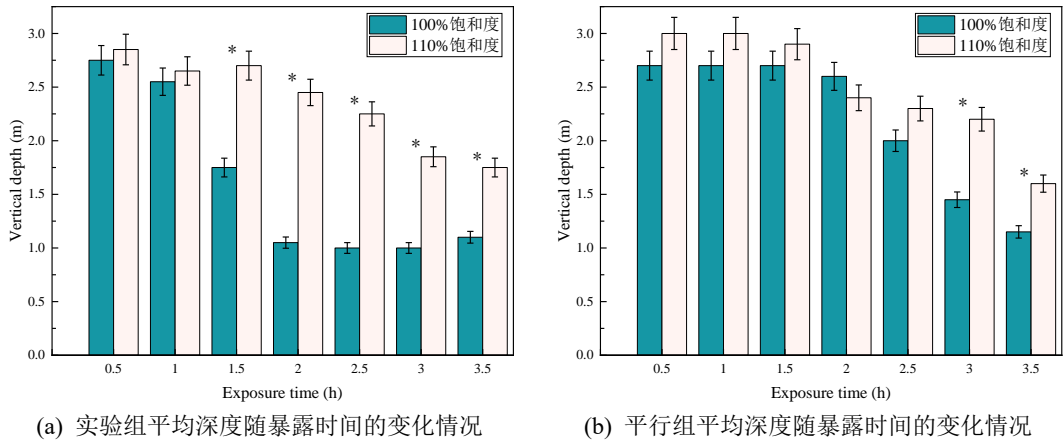 100%饱和度
110%饱和度
Vertical depth (m)
3.0
2.5
2.0
1.5
1.0
0.5
0.0
* * * * *
0.5 1 1.5 2 2.5 3 3.5
Exposure time (h)
(a) 实验组平均深度随暴露时间的变化情况
100%饱和度
110%饱和度
Vertical depth (m)
3.0
2.5
2.0
1.5
1.0
0.5
0.0
* *
0.5 1 1.5 2 2.5 3 3.5
Exposure time (h)
(b) 平行组平均深度随暴露时间的变化情况